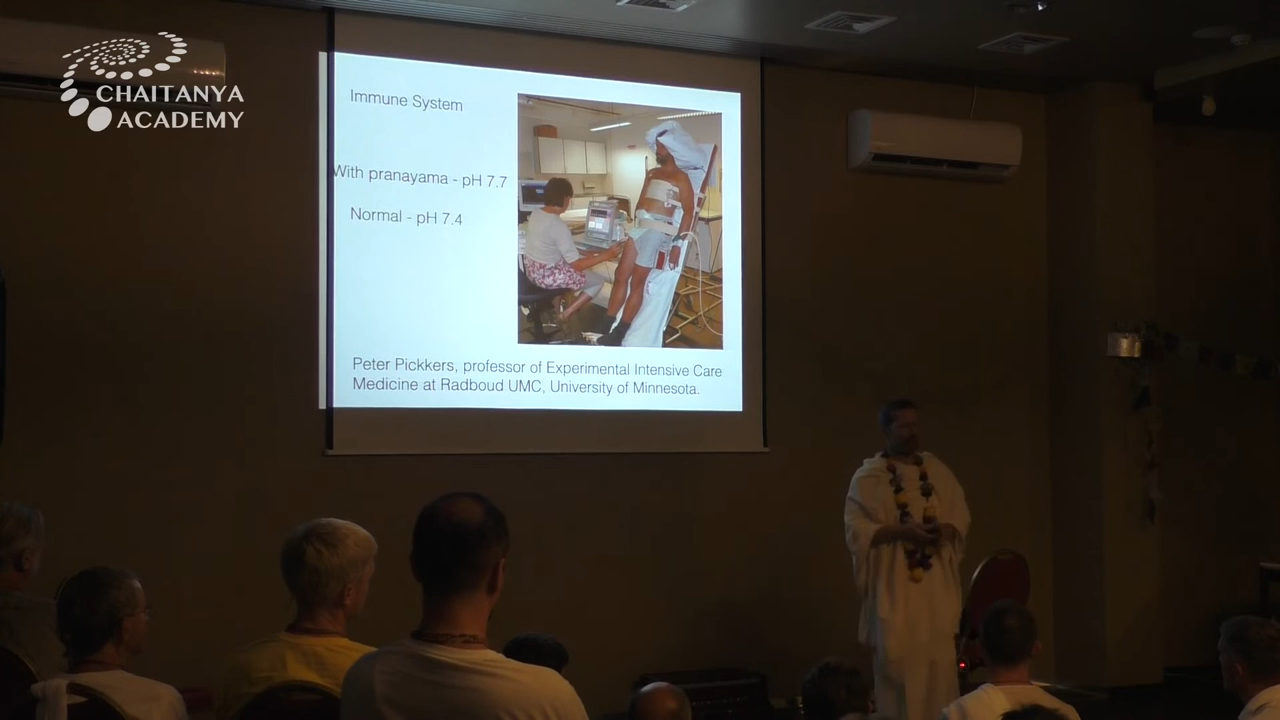 CHAITANYA
ACADEMY
Immune System
With pranayama - pH 7.7
Normal - pH 7.4
Peter Pickkers, professor of Experimental Intensive Care
Medicine at Radboud UMC, University of Minnesota.